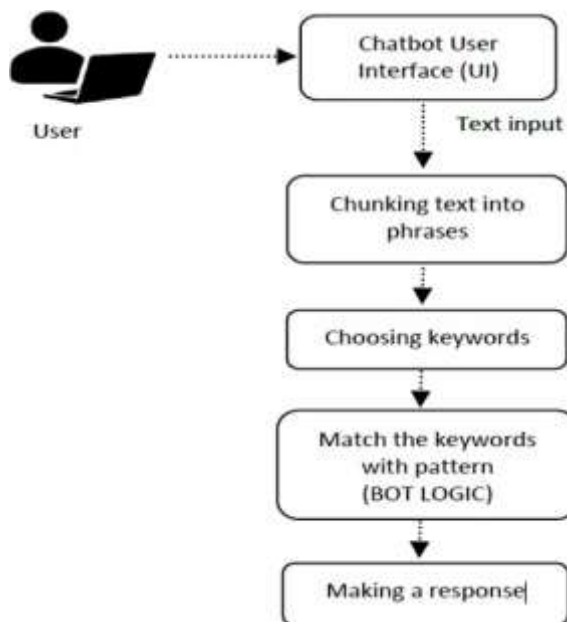 Chatbot User
Interface (UI)
User
Text input
Chunking text into
phrases
Choosing keywords
Match the keywords
with pattern
(BOT LOGIC)
Making a response